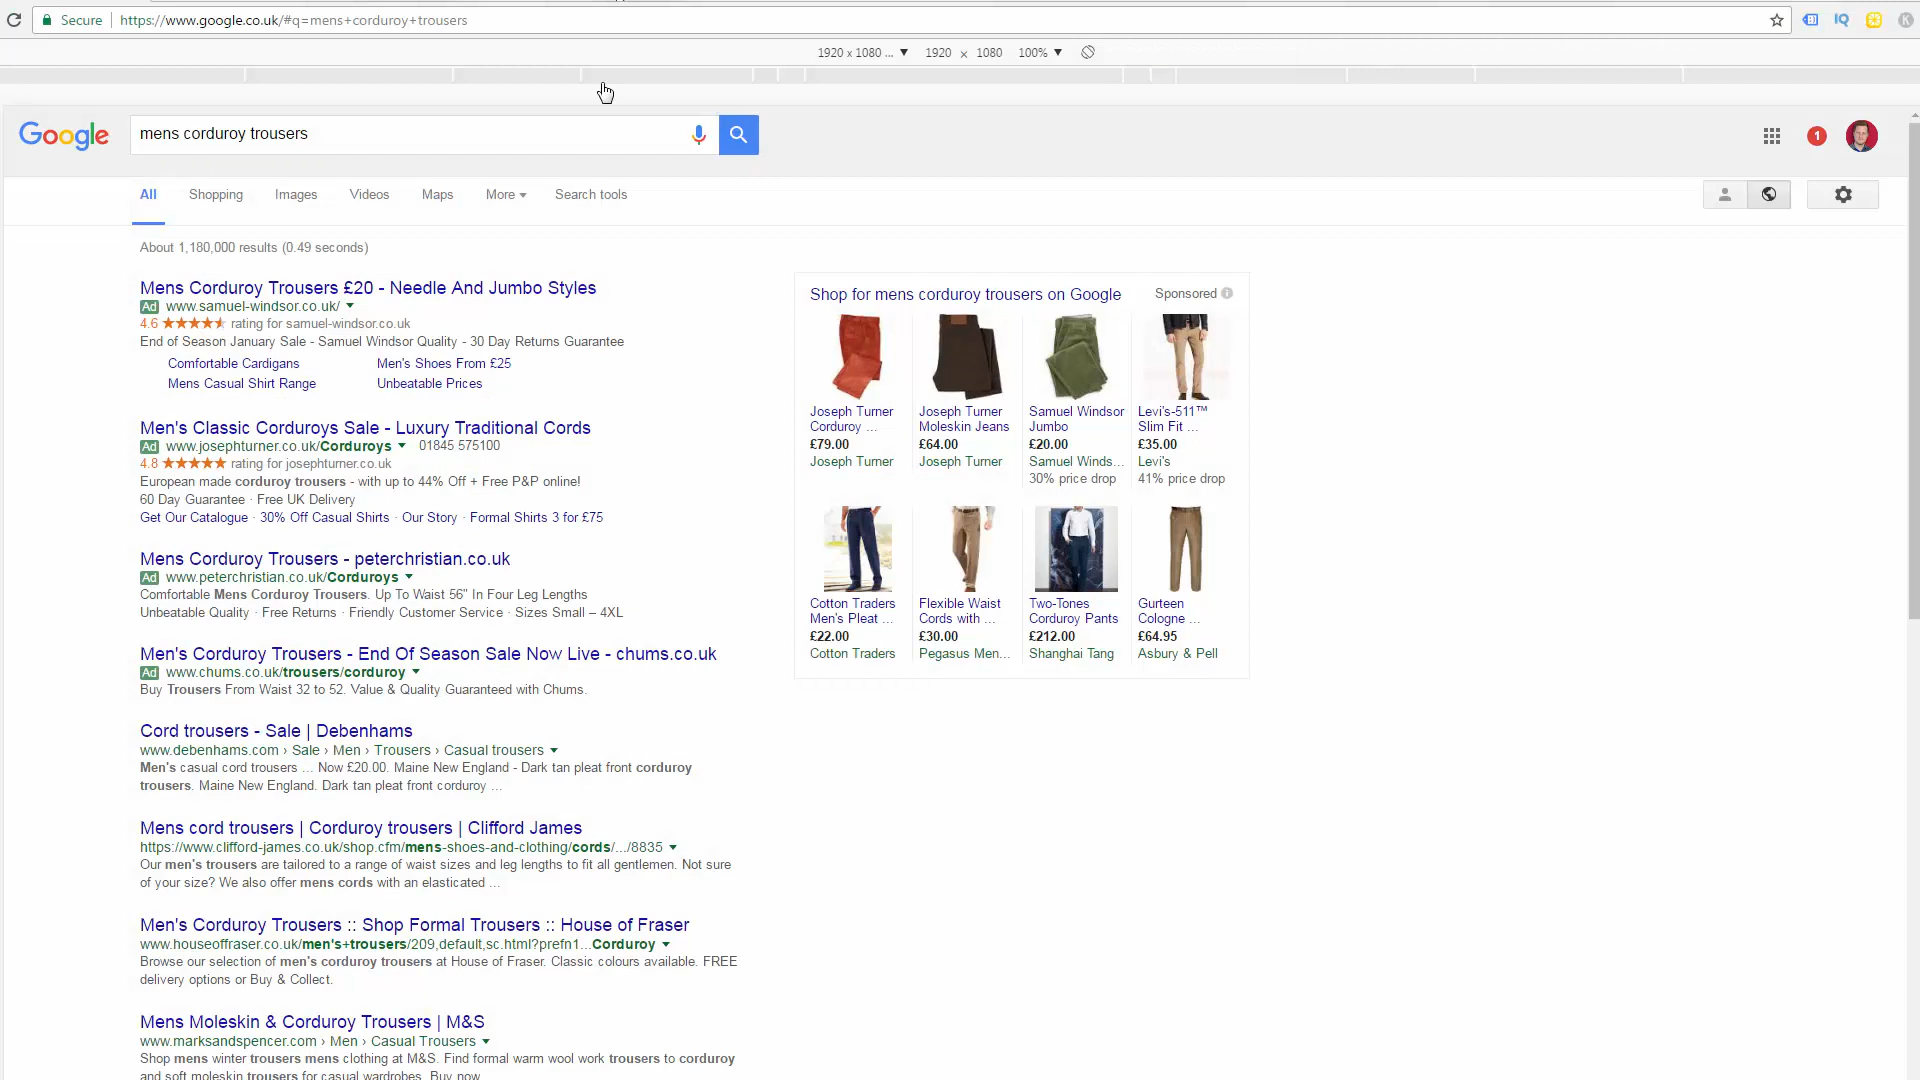 Secure https://www.google.co.uk/#q=mens+corduroy+trousers
IQ
K
1920 x 1080 ... ▼ 1920 × 1080 100% ▼
Google
mens corduroy trousers
1
All Shopping Images Videos Maps More Search tools
About 1,180,000 results (0.49 seconds)
Mens Corduroy Trousers £20 - Needle And Jumbo Styles
Ad www.samuel-windsor.co.uk/
4.6 ★★★★★ rating for samuel-windsor.co.uk
End of Season January Sale - Samuel Windsor Quality - 30 Day Returns Guarantee
Comfortable Cardigans Men's Shoes From £25
Mens Casual Shirt Range Unbeatable Prices
Men's Classic Corduroys Sale - Luxury Traditional Cords
Ad www.josephturner.co.uk/Corduroys 01845 575100
4.8 ★★★★★ rating for josephturner.co.uk
European made corduroy trousers - with up to 44% Off + Free P&P online!
60 Day Guarantee · Free UK Delivery
Get Our Catalogue · 30% Off Casual Shirts · Our Story · Formal Shirts 3 for £75
Mens Corduroy Trousers - peterchristian.co.uk
Ad www.peterchristian.co.uk/Corduroys
Comfortable Mens Corduroy Trousers. Up To Waist 56" In Four Leg Lengths
Unbeatable Quality · Free Returns · Friendly Customer Service · Sizes Small – 4XL
Men's Corduroy Trousers - End Of Season Sale Now Live - chums.co.uk
Ad www.chums.co.uk/trousers/corduroy
Buy Trousers From Waist 32 to 52. Value & Quality Guaranteed with Chums.
Cord trousers - Sale | Debenhams
www.debenhams.com › Sale › Men › Trousers › Casual trousers
Men's casual cord trousers ... Now £20.00. Maine New England - Dark tan pleat front corduroy
trousers. Maine New England. Dark tan pleat front corduroy ...
Mens cord trousers | Corduroy trousers | Clifford James
https://www.clifford-james.co.uk/shop.cfm/mens-shoes-and-clothing/cords/.../8835
Our men's trousers are tailored to a range of waist sizes and leg lengths to fit all gentlemen. Not sure
of your size? We also offer mens cords with an elasticated ...
Men's Corduroy Trousers :: Shop Formal Trousers :: House of Fraser
www.houseoffraser.co.uk/men's+trousers/209,default,sc.html?prefn1...Corduroy
Browse our selection of men's corduroy trousers at House of Fraser. Classic colours available. FREE
delivery options or Buy & Collect.
Mens Moleskin & Corduroy Trousers | M&S
www.marksandspencer.com › Men › Casual Trousers
Shop mens winter trousers mens clothing at M&S. Find formal warm wool work trousers to corduroy
and soft moleskin trousers for casual wardrobes. Buy now
Shop for mens corduroy trousers on Google Sponsored
Joseph Turner
Corduroy ...
£79.00
Joseph Turner
Joseph Turner
Moleskin Jeans
£64.00
Joseph Turner
Samuel Windsor
Jumbo
£20.00
Samuel Winds...
30% price drop
Levi's-511™
Slim Fit ...
£35.00
Levi's
41% price drop
Cotton Traders
Men's Pleat ...
£22.00
Cotton Traders
Flexible Waist
Cords with ...
£30.00
Pegasus Men...
Two-Tones
Corduroy Pants
£212.00
Shanghai Tang
Gurteen
Cologne ...
£64.95
Asbury & Pell